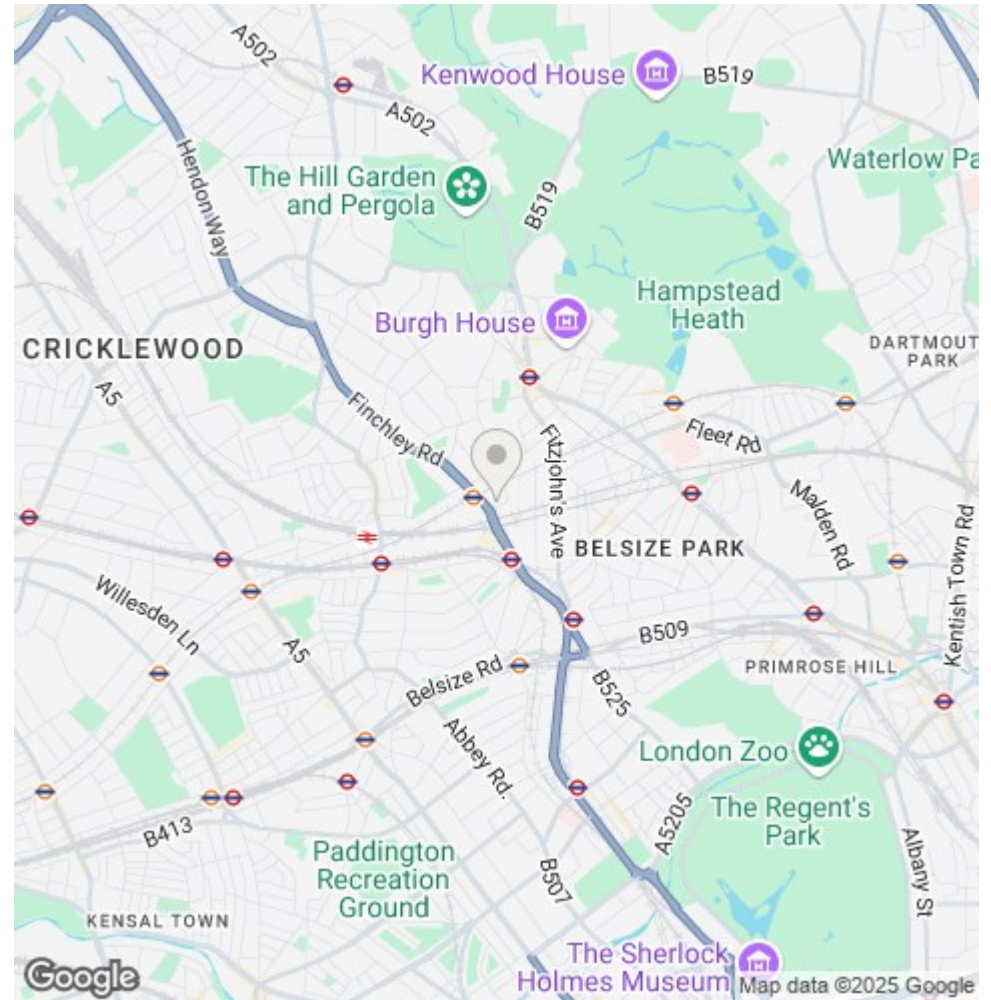 A502
Kenwood House
B519
A502
Hendon Way
The Hill Garden
and Pergola
B519
Waterlow Pa
Hampstead
Heath
Burgh House
CRICKLEWOOD
DARTMOUT
PARK
A5
Finchley Rd
Fitzjohn's Ave
Fleet Rd
Malden Rd
BELSIZE PARK
Kentish Town Rd
Willesden Ln
A5
B509
PRIMROSE HILL
Belsize Rd
B525
Abbey Rd.
London Zoo
The Regent's
Park
A5205
B413
Albany St
Paddington
Recreation
Ground
B507
KENSAL TOWN
The Sherlock
Holmes Museum
Google
Map data ©2025 Google